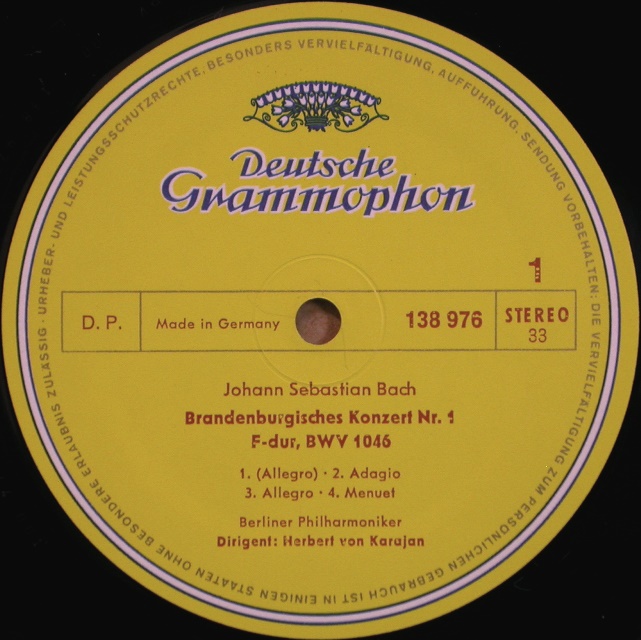 URHEBER- UND LEISTUNGSSCHUTZRECHTE, BESONDERS VERVIELFÄLTIGUNG, AUFFÜHRUNG, SENDUNG VORBEHALTEN; DIE VERVIELFÄLTIGUNG ZUM PERSÖNLICHEN GEBRAUCH IST IN EINIGEN STAATEN OHNE BESONDERE ERLAUBNIS ZULÄSSIG ·
Deutsche
Grammophon
1
D. P.
Made in Germany
138 976
STEREO
33
Johann Sebastian Bach
Brandenburgisches Konzert Nr. 1
F-dur, BWV 1046
1. (Allegro) · 2. Adagio
3. Allegro · 4. Menuet
Berliner Philharmoniker
Dirigent: Herbert von Karajan